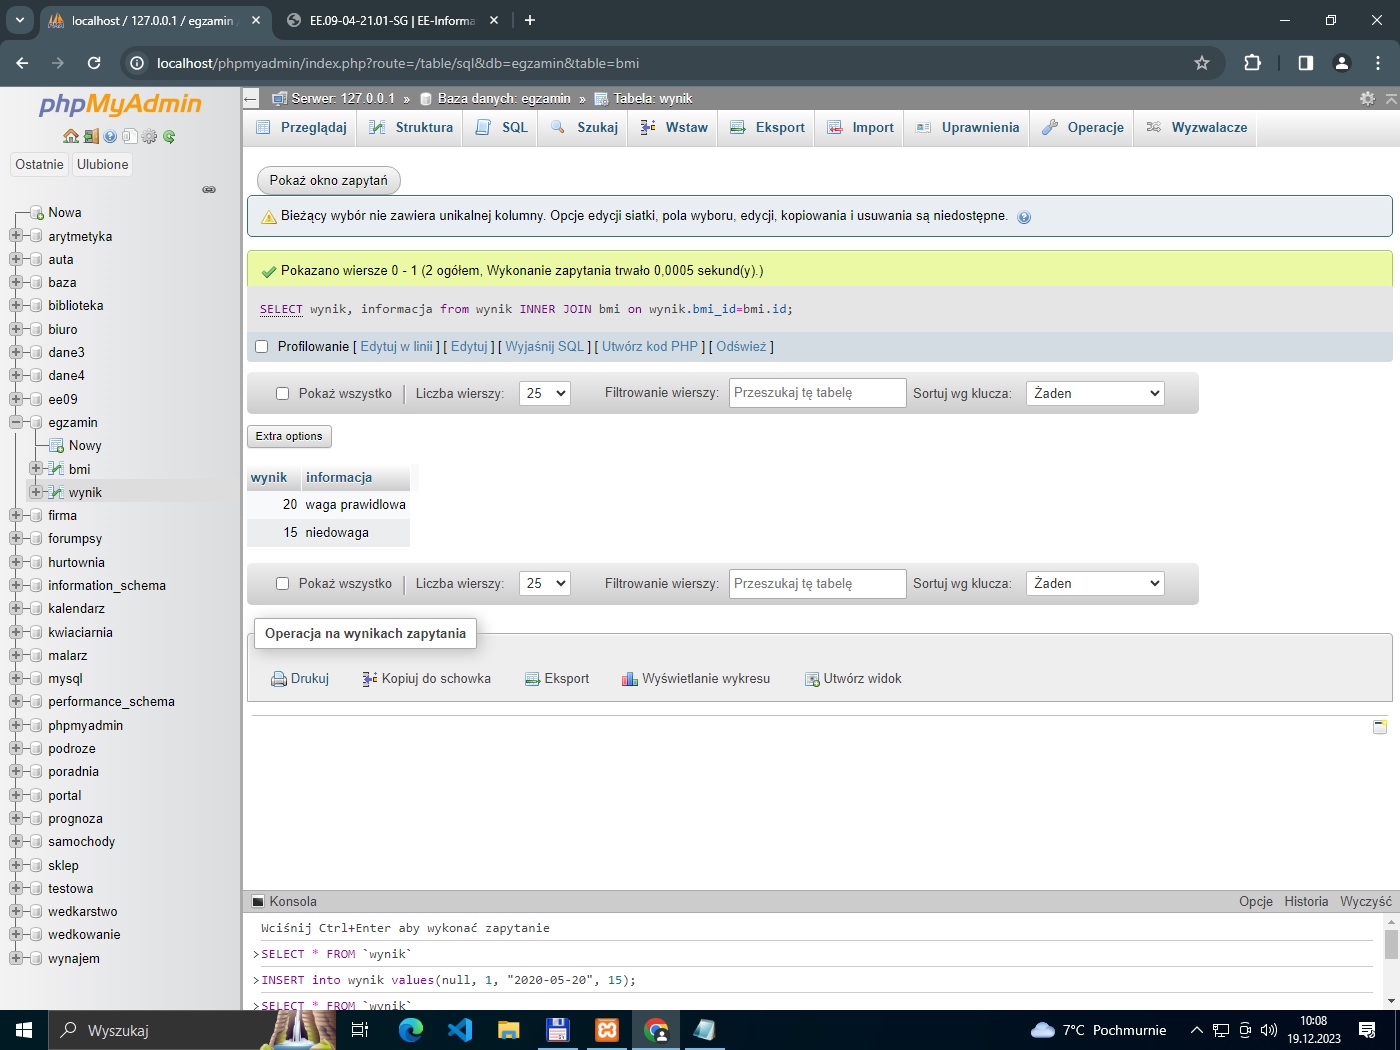 localhost / 127.0.0.1 / egzamin
EE.09-04-21.01-SG | EE-Informa
localhost/phpmyadmin/index.php?route=/table/sql&db=egzamin&table=bmi
phpMyAdmin
Ostatnie
Ulubione
Nowa
arytmetyka
auta
baza
biblioteka
biuro
dane3
dane4
ee09
egzamin
Nowy
bmi
wynik
firma
forumpsy
hurtownia
information_schema
kalendarz
kwiaciarnia
malarz
mysql
performance_schema
phpmyadmin
podroze
poradnia
portal
prognoza
samochody
sklep
testowa
wedkarstwo
wedkowanie
wynajem
Serwer: 127.0.0.1 » Baza danych: egzamin » Tabela: wynik
Przeglądaj Struktura SQL Szukaj Wstaw Eksport Import Uprawnienia Operacje Wyzwalacze
Pokaż okno zapytań
Bieżący wybór nie zawiera unikalnej kolumny. Opcje edycji siatki, pola wyboru, edycji, kopiowania i usuwania są niedostępne.
Pokazano wiersze 0 - 1 (2 ogółem, Wykonanie zapytania trwało 0,0005 sekund(y).)
SELECT wynik, informacja from wynik INNER JOIN bmi on wynik.bmi_id=bmi.id;
Profilowanie [ Edytuj w linii ] [ Edytuj ] [ Wyjaśnij SQL ] [ Utwórz kod PHP ] [ Odśwież ]
Pokaż wszystko | Liczba wierszy: 25 Filtrowanie wierszy: Przeszukaj tę tabelę Sortuj wg klucza: Żaden
Extra options
wynik informacja
20 waga prawidlowa
15 niedowaga
Pokaż wszystko | Liczba wierszy: 25 Filtrowanie wierszy: Przeszukaj tę tabelę Sortuj wg klucza: Żaden
Operacja na wynikach zapytania
Drukuj Kopiuj do schowka Eksport Wyświetlanie wykresu Utwórz widok
Konsola Opcje Historia Wyczyść
Wciśnij Ctrl+Enter aby wykonać zapytanie
>SELECT * FROM `wynik`
>INSERT into wynik values(null, 1, "2020-05-20", 15);
>SELECT * FROM `wynik`
Wyszukaj
7°C Pochmurnie
10:08
19.12.2023